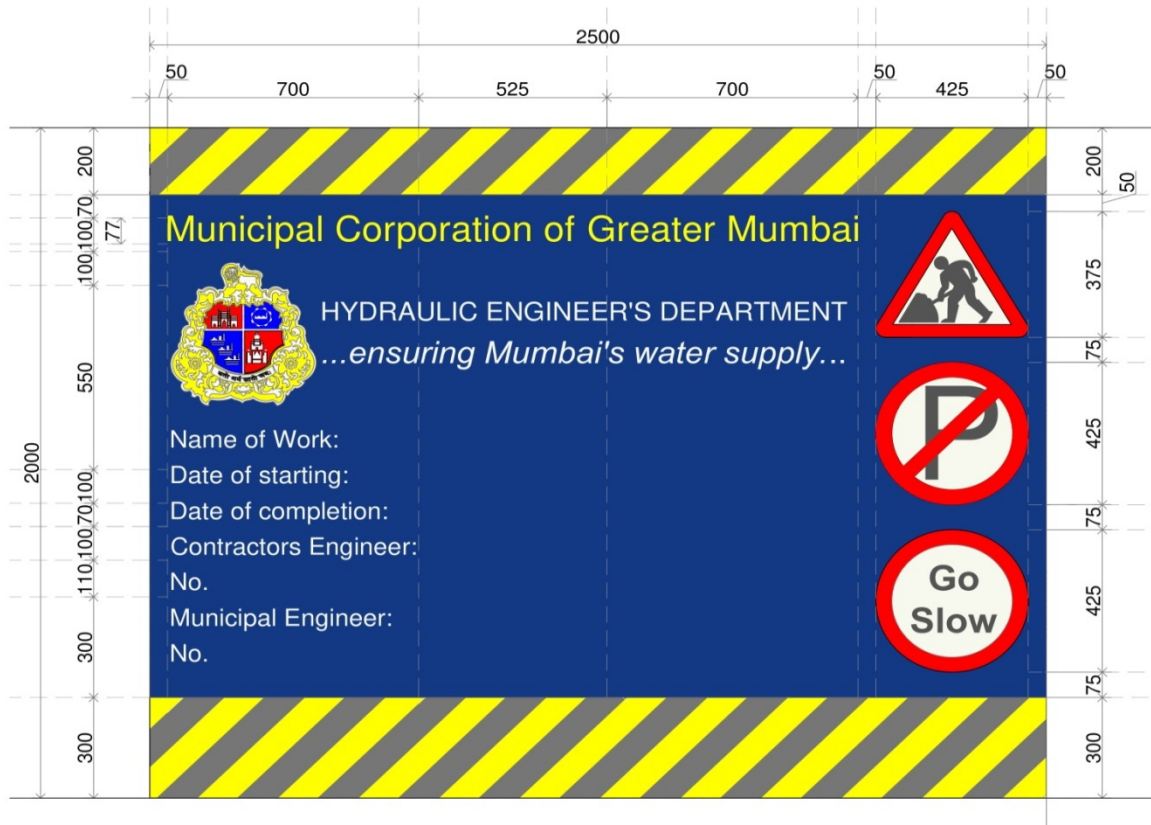 2500
50
700
525
700
50
425
50
2000
200
70
100
77
100
550
100
70
100
110
300
300
Municipal Corporation of Greater Mumbai
HYDRAULIC ENGINEER'S DEPARTMENT
...ensuring Mumbai's water supply...
Name of Work:
Date of starting:
Date of completion:
Contractors Engineer:
No.
Municipal Engineer:
No.
P
Go
Slow
200
50
375
75
425
75
425
75
300